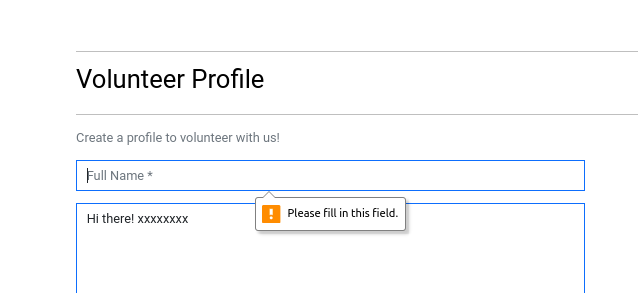 Volunteer Profile
Create a profile to volunteer with us!
Full Name *
Please fill in this field.
Hi there! xxxxxxxx